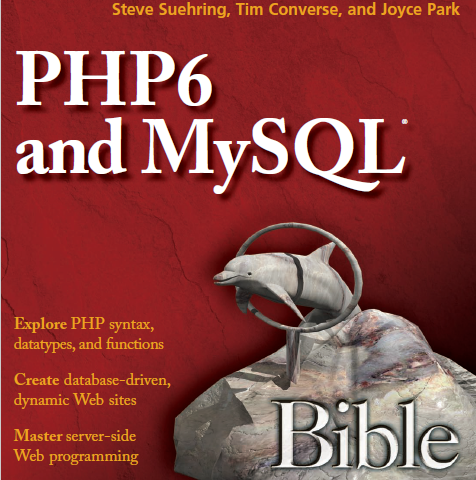 Steve Suehring, Tim Converse, and Joyce Park
PHP6
and MySQL®
Explore PHP syntax,
datatypes, and functions
Create database-driven,
dynamic Web sites
Master server-side
Web programming
Bible